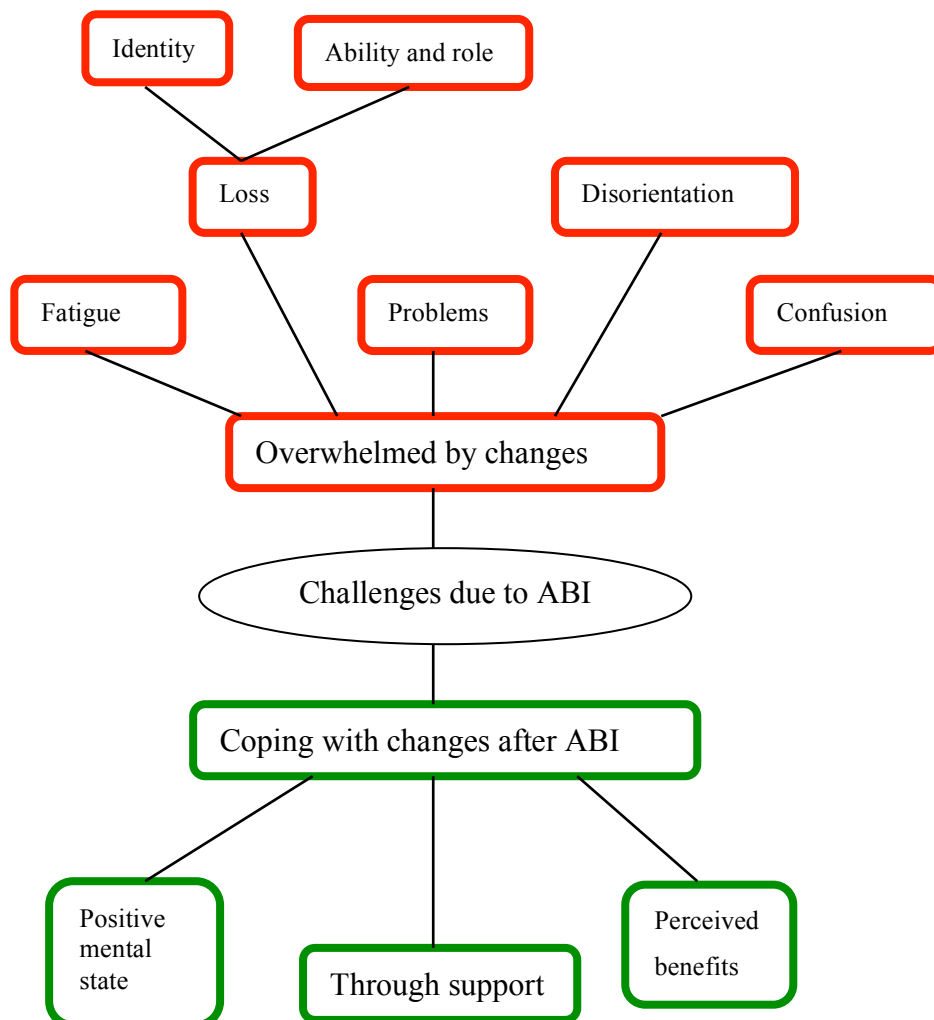 Identity
Ability and role
Loss
Disorientation
Fatigue
Problems
Confusion
Overwhelmed by changes
Challenges due to ABI
Coping with changes after ABI
Positive
mental
state
Through support
Perceived
benefits